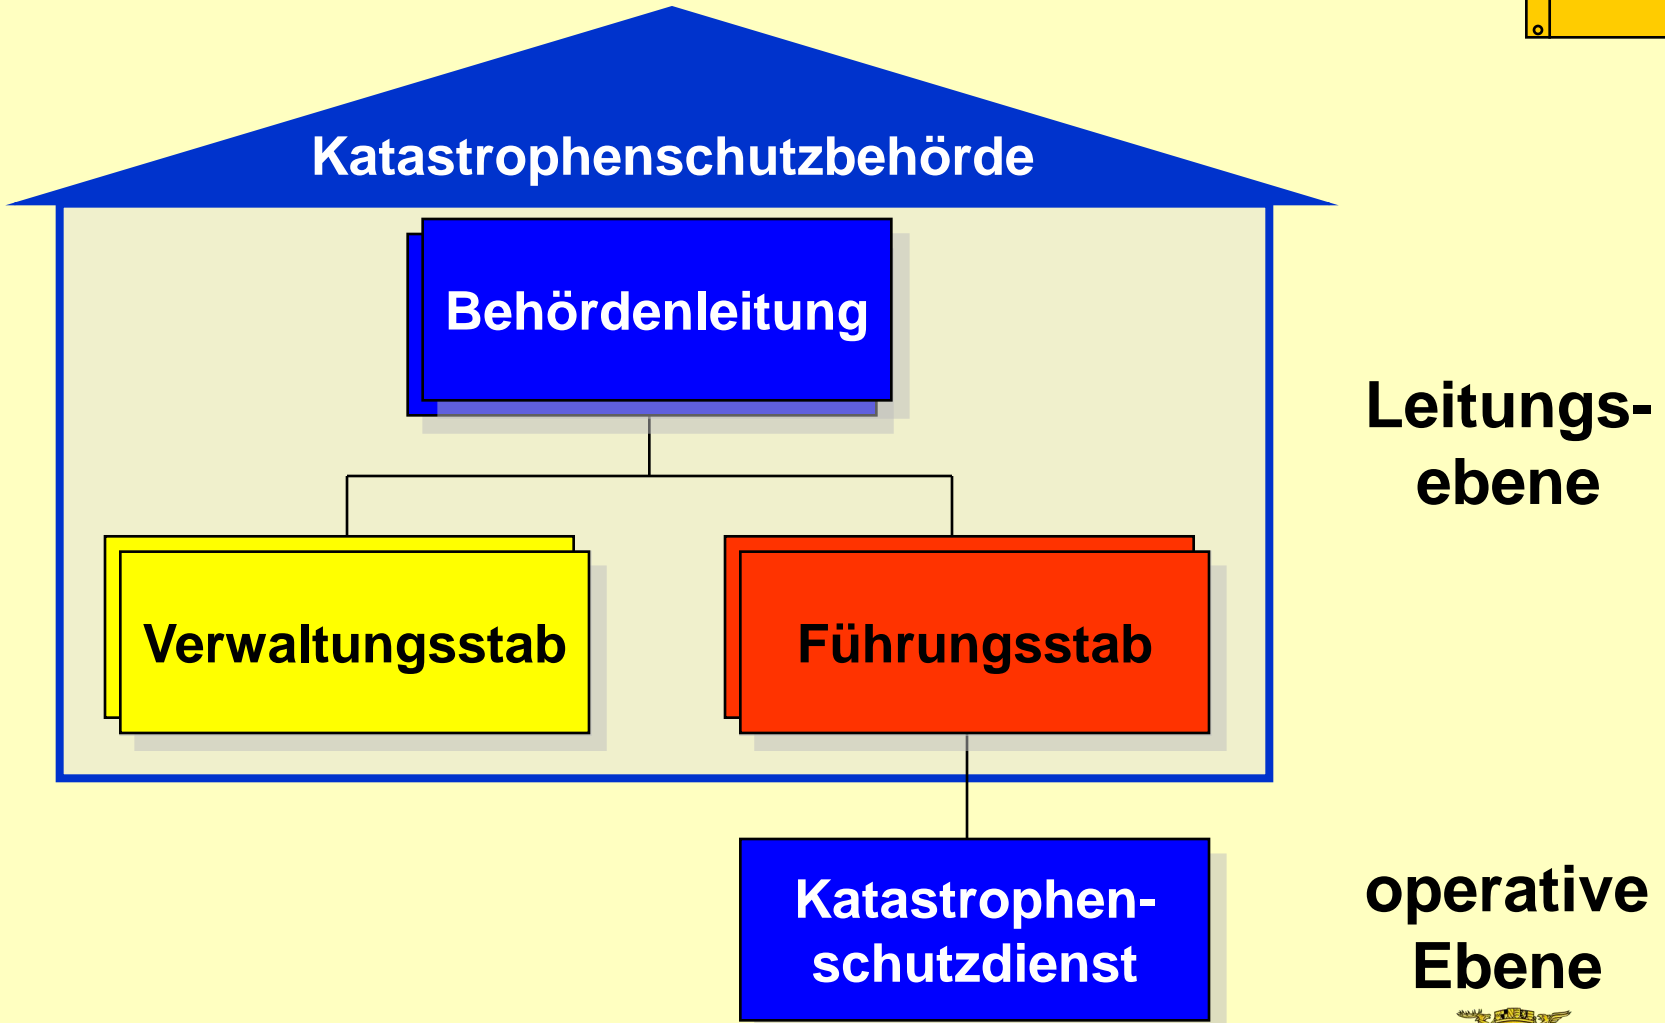 Katastrophenschutzbehörde
Behördenleitung
Leitungs-
ebene
Verwaltungsstab
Führungsstab
Katastrophen-
schutzdienst
operative
Ebene